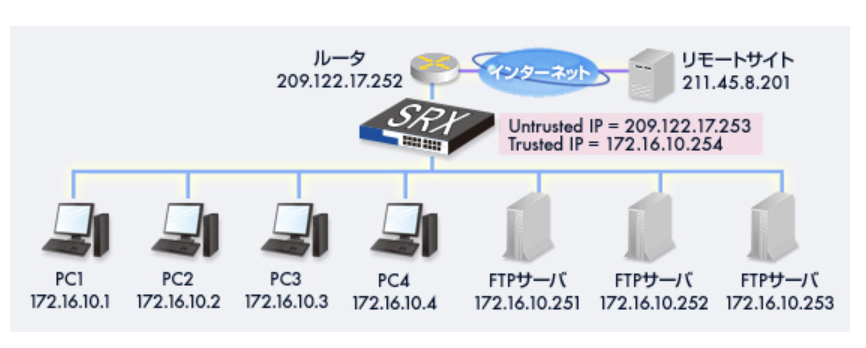 ルータ
209.122.17.252
インターネット
リモートサイト
211.45.8.201
SRX
Untrusted IP = 209.122.17.253
Trusted IP = 172.16.10.254
PC1
172.16.10.1
PC2
172.16.10.2
PC3
172.16.10.3
PC4
172.16.10.4
FTPサーバ
172.16.10.251
FTPサーバ
172.16.10.252
FTPサーバ
172.16.10.253